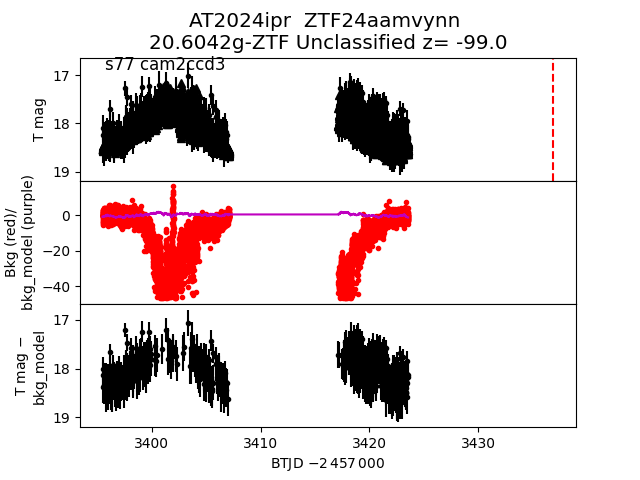 AT2024ipr  ZTF24aamvynn
20.6042g-ZTF Unclassified z= -99.0
s77 cam2ccd3
17
18
19
T mag
0
−20
−40
Bkg (red)/
bkg_model (purple)
17
18
19
T mag −
bkg_model
3400
3410
3420
3430
BTJD −2 457 000